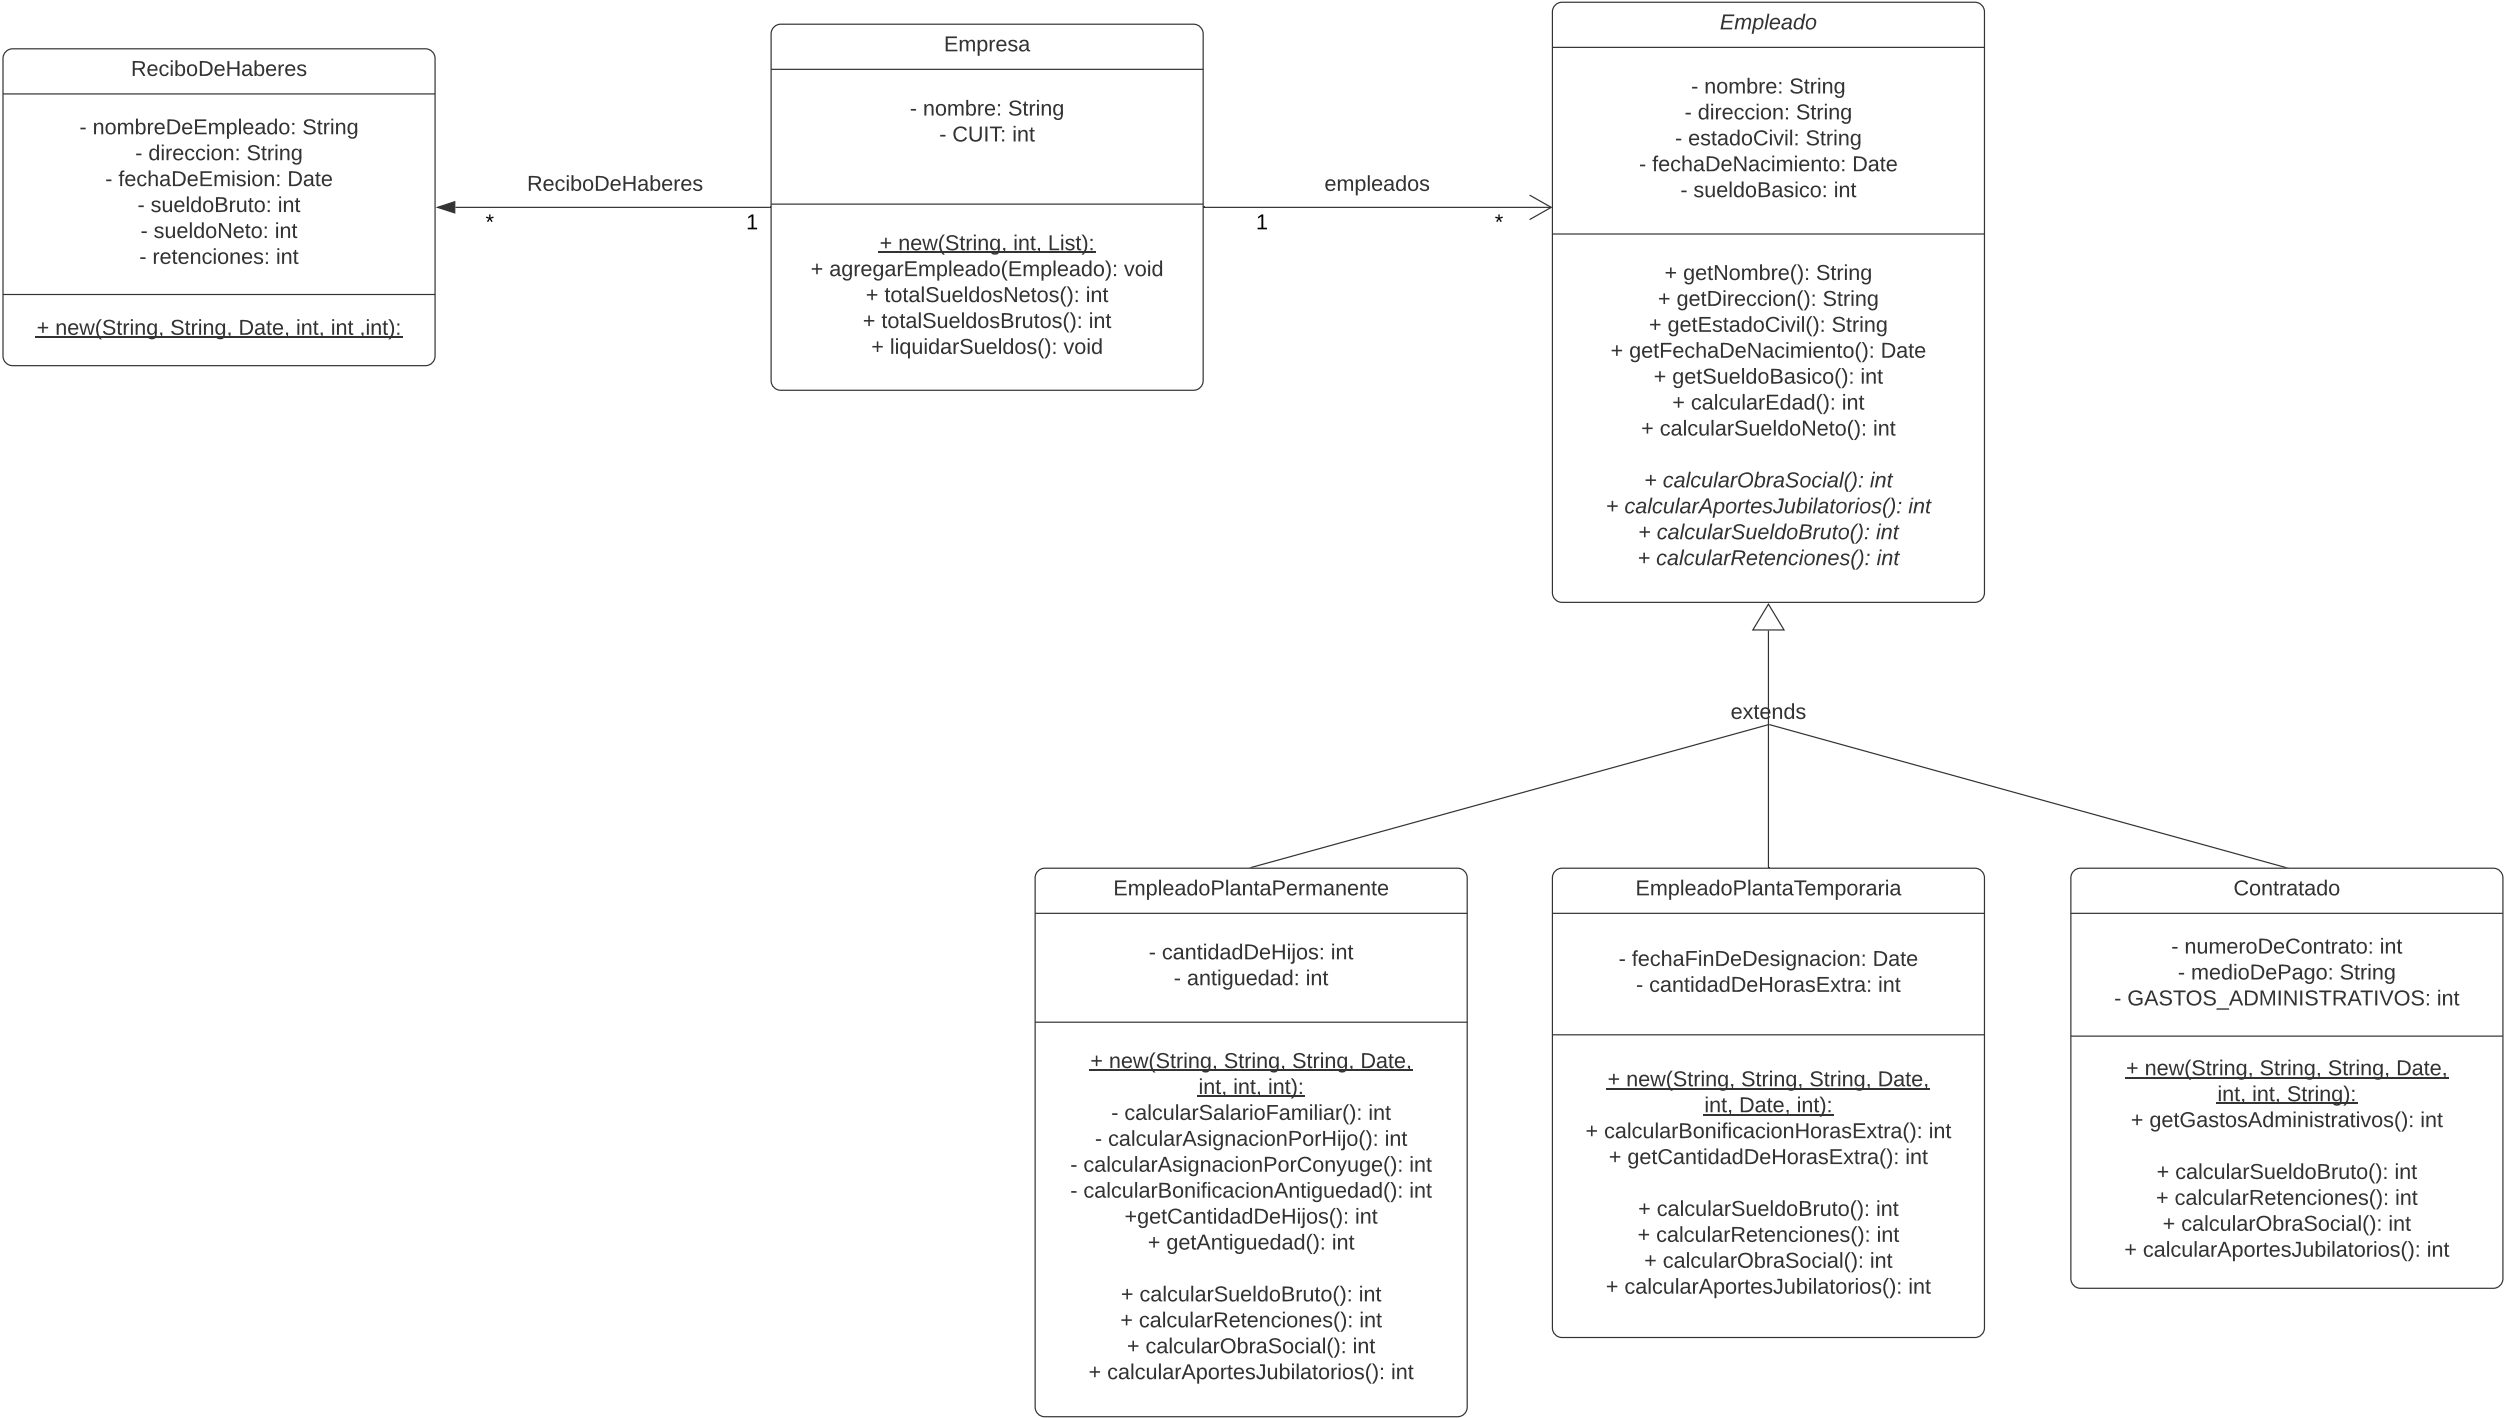 ReciboDeHaberes
- nombreDeEmpleado: String
- direccion: String
- fechaDeEmision: Date
- sueldoBruto: int
- sueldoNeto: int
- retenciones: int
+ new(String, String, Date, int, int ,int):
ReciboDeHaberes
*
1
Empresa
- nombre: String
- CUIT: int
+ new(String, int, List):
+ agregarEmpleado(Empleado): void
+ totalSueldosNetos(): int
+ totalSueldosBrutos(): int
+ liquidarSueldos(): void
empleados
1
*
Empleado
- nombre: String
- direccion: String
- estadoCivil: String
- fechaDeNacimiento: Date
- sueldoBasico: int
+ getNombre(): String
+ getDireccion(): String
+ getEstadoCivil(): String
+ getFechaDeNacimiento(): Date
+ getSueldoBasico(): int
+ calcularEdad(): int
+ calcularSueldoNeto(): int
+ calcularObraSocial(): int
+ calcularAportesJubilatorios(): int
+ calcularSueldoBruto(): int
+ calcularRetenciones(): int
extends
EmpleadoPlantaPermanente
- cantidadDeHijos: int
- antiguedad: int
+ new(String, String, String, Date,
int, int, int):
- calcularSalarioFamiliar(): int
- calcularAsignacionPorHijo(): int
- calcularAsignacionPorConyuge(): int
- calcularBonificacionAntiguedad(): int
+getCantidadDeHijos(): int
+ getAntiguedad(): int
+ calcularSueldoBruto(): int
+ calcularRetenciones(): int
+ calcularObraSocial(): int
+ calcularAportesJubilatorios(): int
EmpleadoPlantaTemporaria
- fechaFinDeDesignacion: Date
- cantidadDeHorasExtra: int
+ new(String, String, String, Date,
int, Date, int):
+ calcularBonificacionHorasExtra(): int
+ getCantidadDeHorasExtra(): int
+ calcularSueldoBruto(): int
+ calcularRetenciones(): int
+ calcularObraSocial(): int
+ calcularAportesJubilatorios(): int
Contratado
- numeroDeContrato: int
- medioDePago: String
- GASTOS_ADMINISTRATIVOS: int
+ new(String, String, String, Date,
int, int, String):
+ getGastosAdministrativos(): int
+ calcularSueldoBruto(): int
+ calcularRetenciones(): int
+ calcularObraSocial(): int
+ calcularAportesJubilatorios(): int